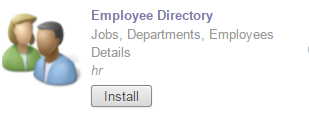 Employee Directory
Jobs, Departments, Employees
Details
hr
Install